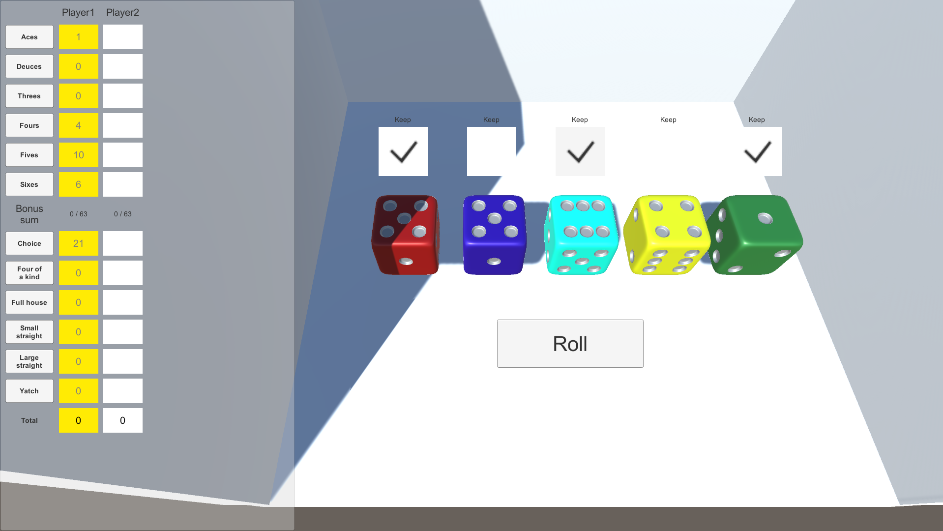 Player1 Player2
Aces 1
Deuces 0
Threes 0
Fours 4
Fives 10
Sixes 6
Bonus
sum
0 / 63 0 / 63
Choice 21
Four of
a kind
0
Full house 0
Small
straight
0
Large
straight
0
Yatch 0
Total 0 0
Keep Keep Keep Keep Keep
Roll